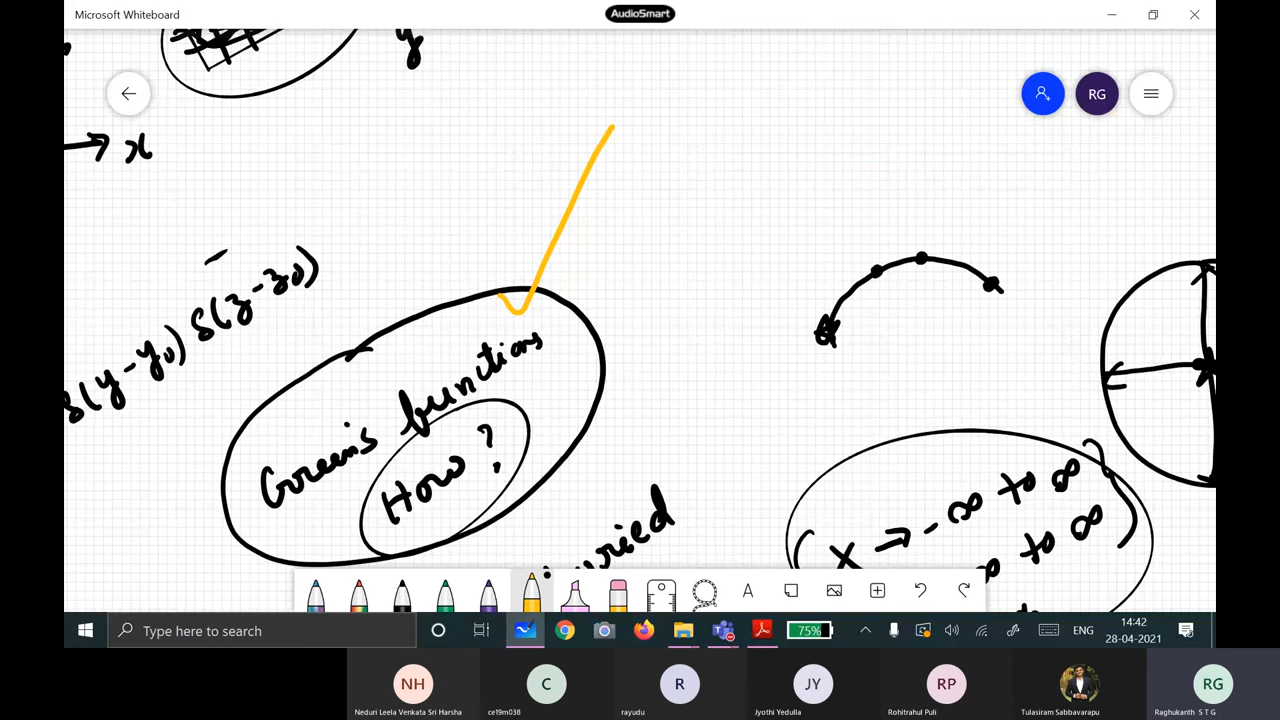 Microsoft Whiteboard
AudioSmart
y
→ x
RG
δ(y-y0) δ(z-z0)
Green's functions
How?
x → -∞ to ∞
∞ to ∞
A
Type here to search
75%
ENG
14:42
28-04-2021
NH
C
R
JY
RP
RG
Neduri Leela Venkata Sri Harsha
ce19m038
rayudu
Jyothi Yedulla
Rohitrahul Puli
Tulasiram Sabbavarapu
Raghukanth S T G